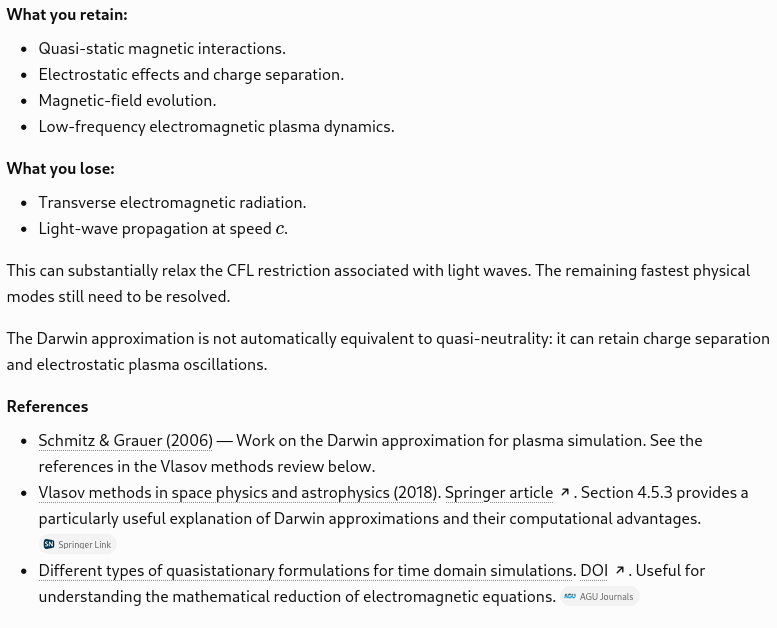 What you retain:
• Quasi-static magnetic interactions.
• Electrostatic effects and charge separation.
• Magnetic-field evolution.
• Low-frequency electromagnetic plasma dynamics.
What you lose:
• Transverse electromagnetic radiation.
• Light-wave propagation at speed c.
This can substantially relax the CFL restriction associated with light waves. The remaining fastest physical
modes still need to be resolved.
The Darwin approximation is not automatically equivalent to quasi-neutrality: it can retain charge separation
and electrostatic plasma oscillations.
References
• Schmitz & Grauer (2006) — Work on the Darwin approximation for plasma simulation. See the
references in the Vlasov methods review below.
• Vlasov methods in space physics and astrophysics (2018). Springer article ↗. Section 4.5.3 provides a
particularly useful explanation of Darwin approximations and their computational advantages.
SN Springer Link
• Different types of quasistationary formulations for time domain simulations. DOI ↗. Useful for
understanding the mathematical reduction of electromagnetic equations. AGU AGU Journals